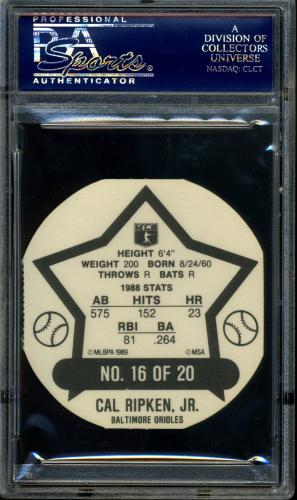 PROFESSIONAL
PSA
Sports
AUTHENTICATOR
A
DIVISION OF
COLLECTORS
UNIVERSE
NASDAQ: CLCT
HEIGHT 6'4"
WEIGHT 200 BORN 8/24/60
THROWS R BATS R
1988 STATS
AB HITS HR
575 152 23
RBI BA
81 .264
©MLBPA 1989 ©MSA
NO. 16 OF 20
CAL RIPKEN, JR.
BALTIMORE ORIOLES